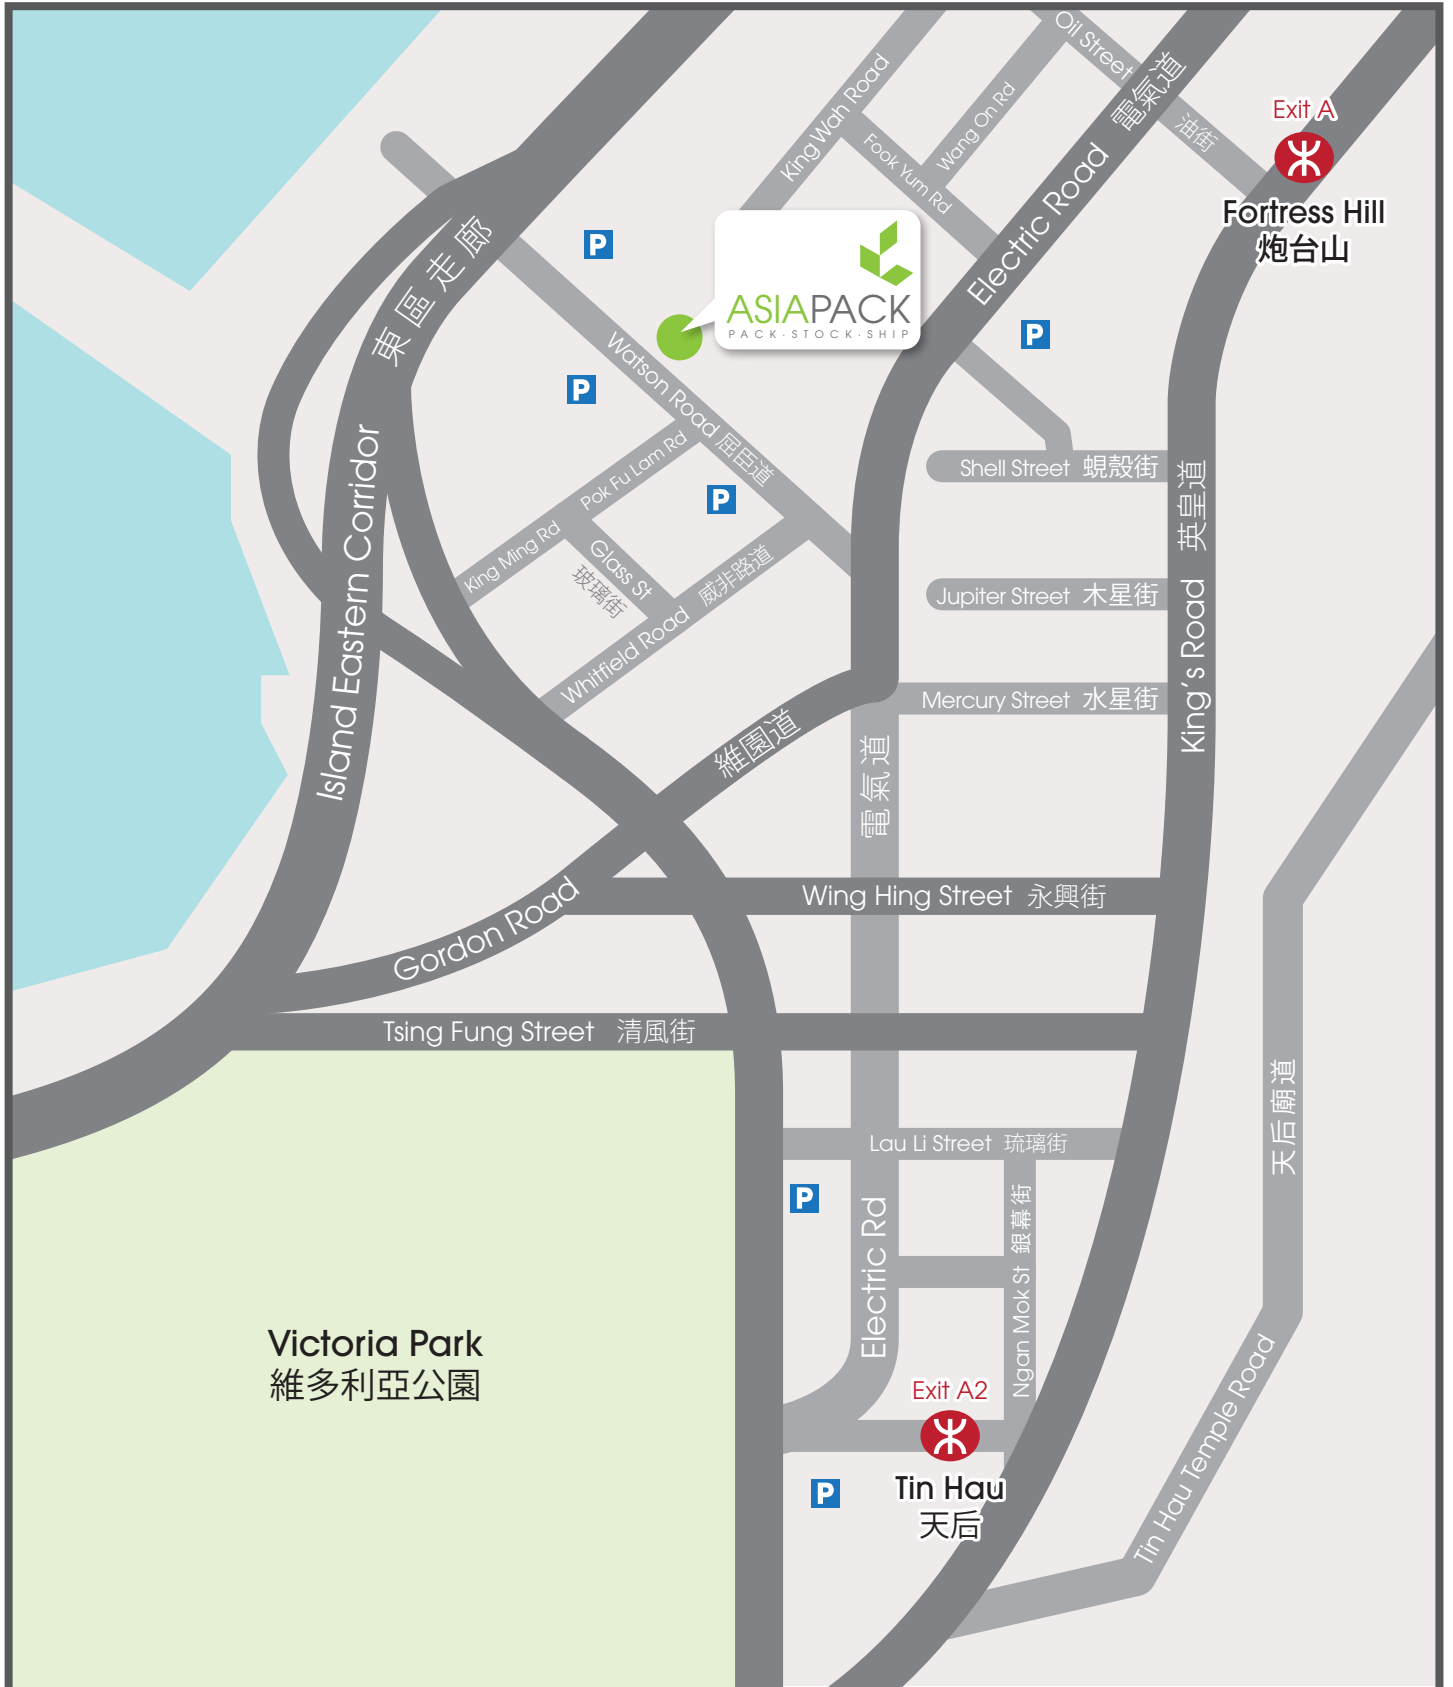 Oil Street
油街
King Wah Road
Wang On Rd
Fook Yum Rd
Electric Road 電氣道
Exit A
Fortress Hill
炮台山
P
ASIAPACK
PACK·STOCK·SHIP
東區走廊
P
P
Watson Road 屈臣道
Pok Fu Lam Rd
P
King Ming Rd
Glass St
玻璃街
Whitfield Road 威非路道
Island Eastern Corridor
Shell Street 蜆殼街
Jupiter Street 木星街
Mercury Street 水星街
King's Road 英皇道
維園道
電氣道
Gordon Road
Wing Hing Street 永興街
Tsing Fung Street 清風街
Lau Li Street 琉璃街
P
Electric Rd
Ngan Mok St 銀幕街
天后廟道
Tin Hau Temple Road
Victoria Park
維多利亞公園
Exit A2
Tin Hau
天后
P
P